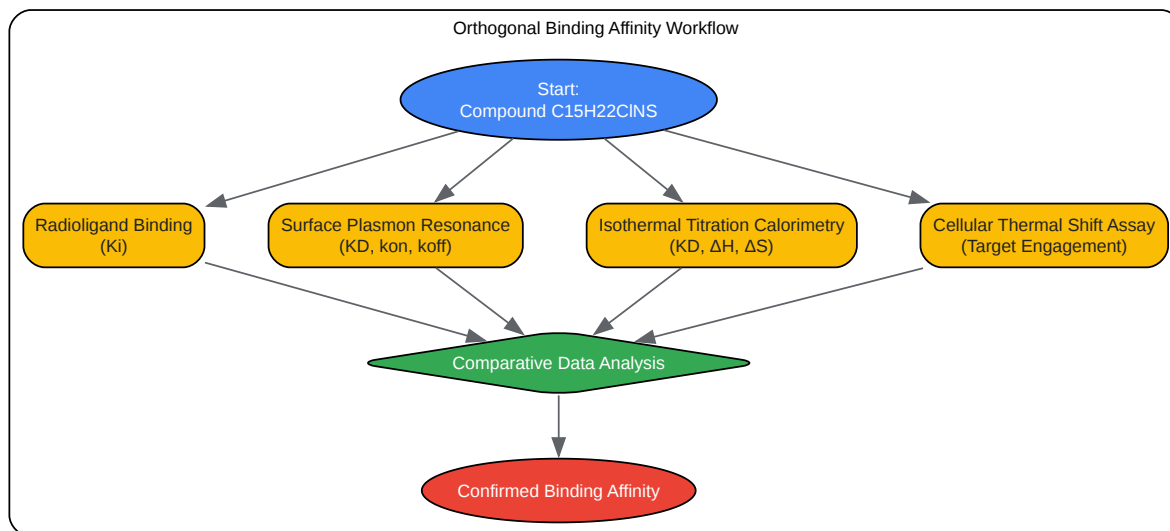 Orthogonal Binding Affinity Workflow
Start:
Compound C15H22ClNS
Radioligand Binding
(Ki)
Surface Plasmon Resonance
(KD, kon, koff)
Isothermal Titration Calorimetry
(KD, ΔH, ΔS)
Cellular Thermal Shift Assay
(Target Engagement)
Comparative Data Analysis
Confirmed Binding Affinity